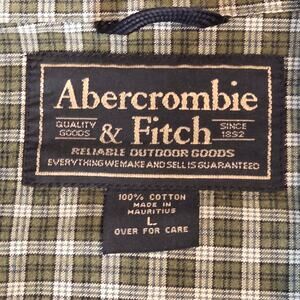 Abercrombie
QUALITY GOODS & Fitch SINCE 1892
RELIABLE OUTDOOR GOODS
EVERYTHING WE MAKE AND SELL IS GUARANTEED
100% COTTON
MADE IN
MAURITIUS
L
OVER FOR CARE